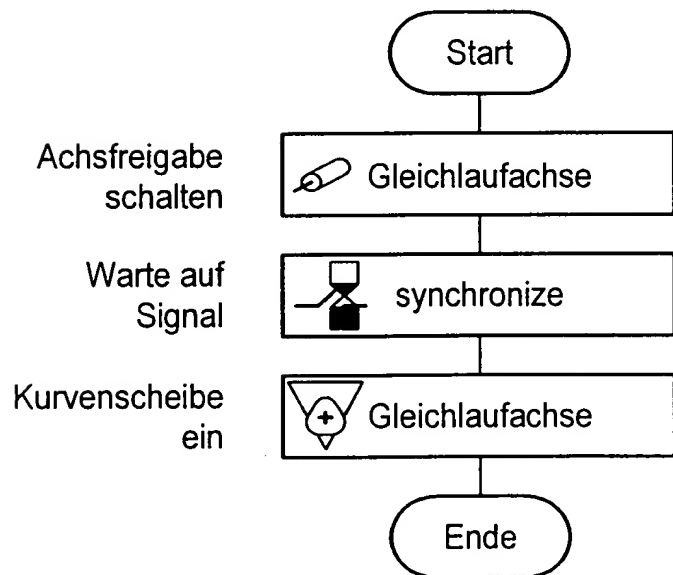 Start
Achsfreigabe
schalten
Gleichlaufachse
Warte auf
Signal
synchronize
Kurvenscheibe
ein
Gleichlaufachse
Ende